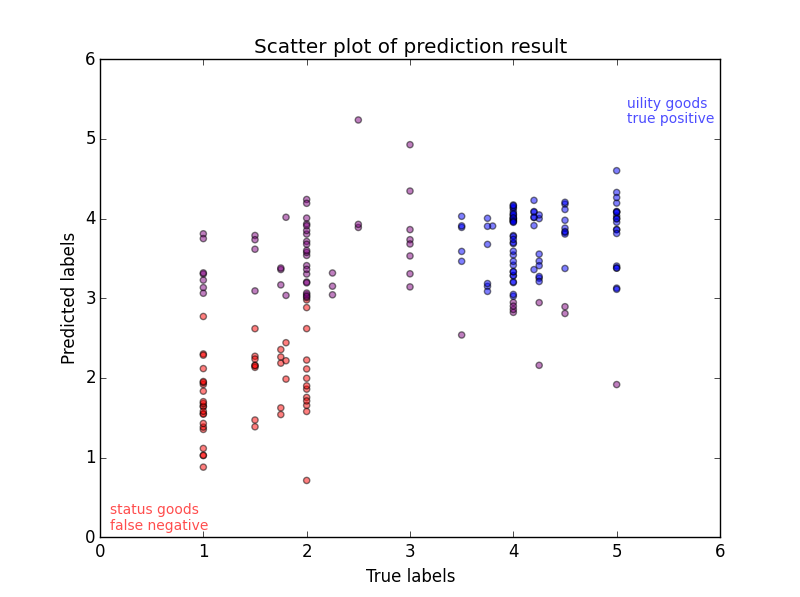 Scatter plot of prediction result
6
5
4
3
2
1
0
Predicted labels
uility goods
true positive
status goods
false negative
0 1 2 3 4 5 6
True labels